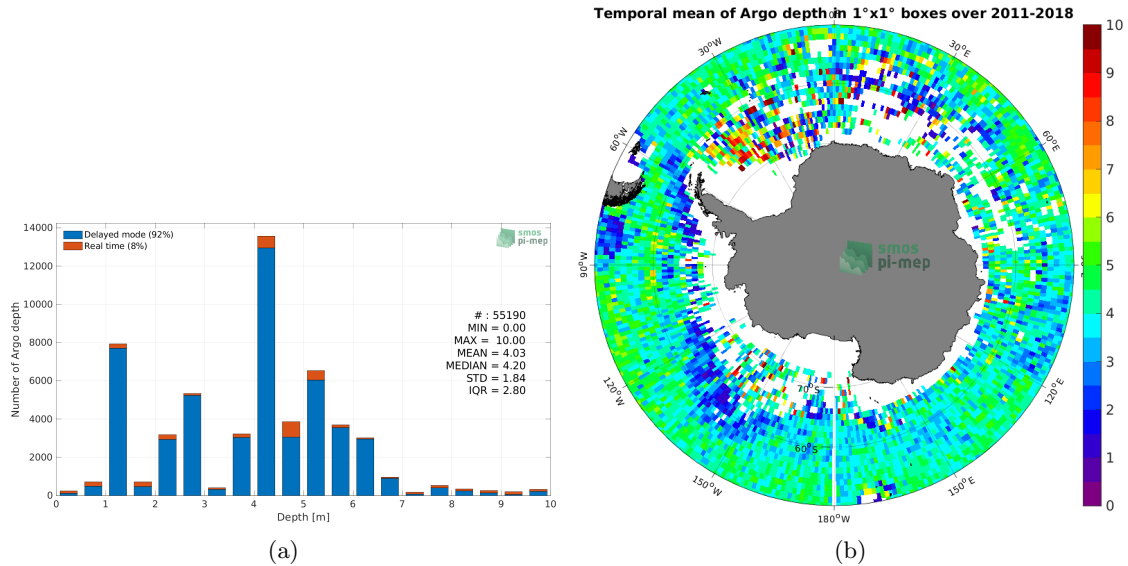 Delayed mode (92%)
Real time (8%)
smos
pi-mep
Number of Argo depth
14000
12000
10000
8000
6000
4000
2000
0
# : 55190
MIN = 0.00
MAX = 10.00
MEAN = 4.03
MEDIAN = 4.20
STD = 1.84
IQR = 2.80
0 1 2 3 4 5 6 7 8 9 10
Depth [m]
(a)
Temporal mean of Argo depth in 1°x1° boxes over 2011-2018
30°W
30°E
60°W
60°E
90°W
smos
pi-mep
120°W
120°E
70°S
60°S
150°W
150°E
180°W
10
9
8
7
6
5
4
3
2
1
0
(b)